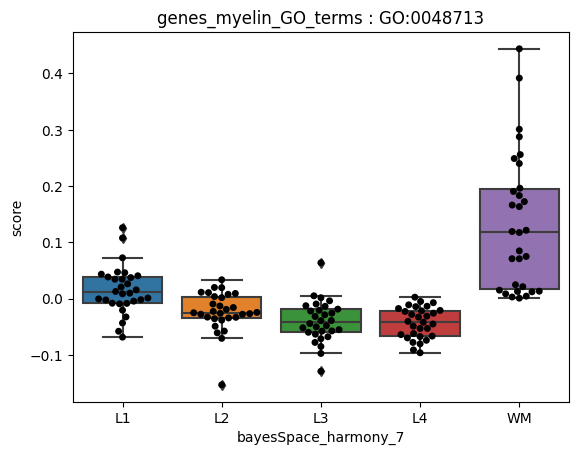 genes_myelin_GO_terms : GO:0048713
0.4
0.3
0.2
0.1
0.0
−0.1
score
L1 L2 L3 L4 WM
bayesSpace_harmony_7